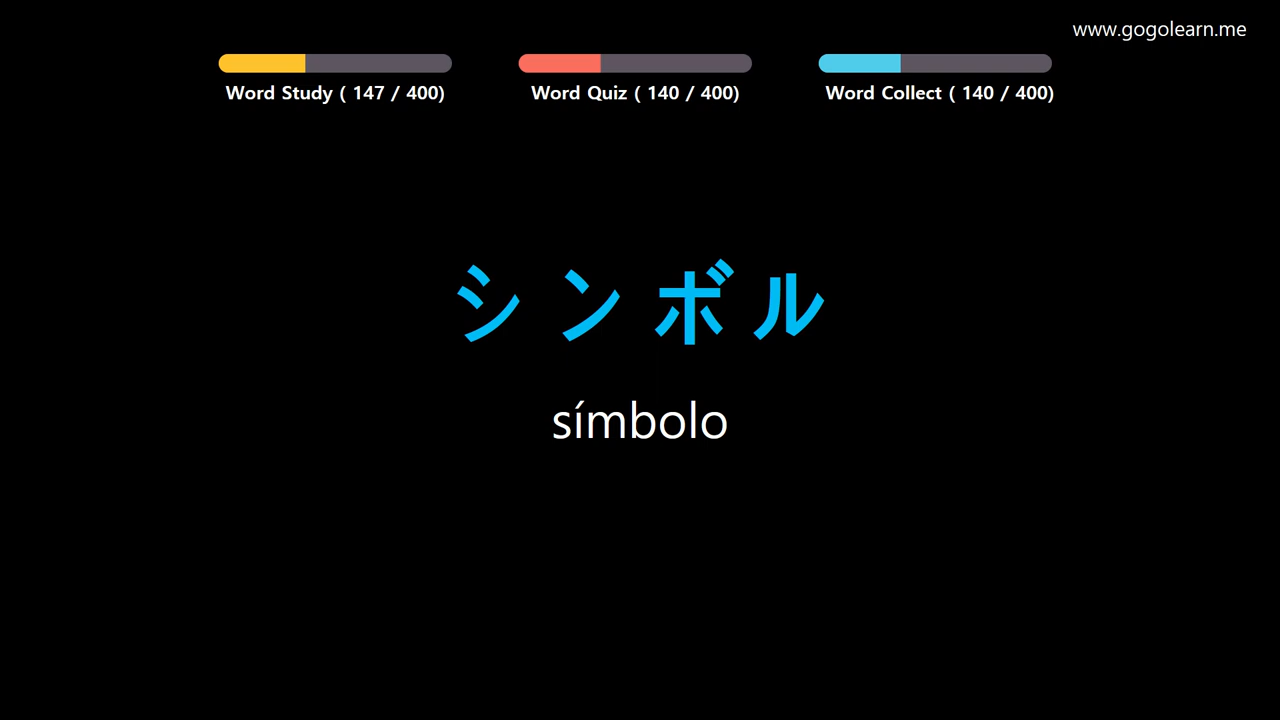 www.gogolearn.me
Word Study ( 147 / 400)
Word Quiz ( 140 / 400)
Word Collect ( 140 / 400)
シンボル
símbolo